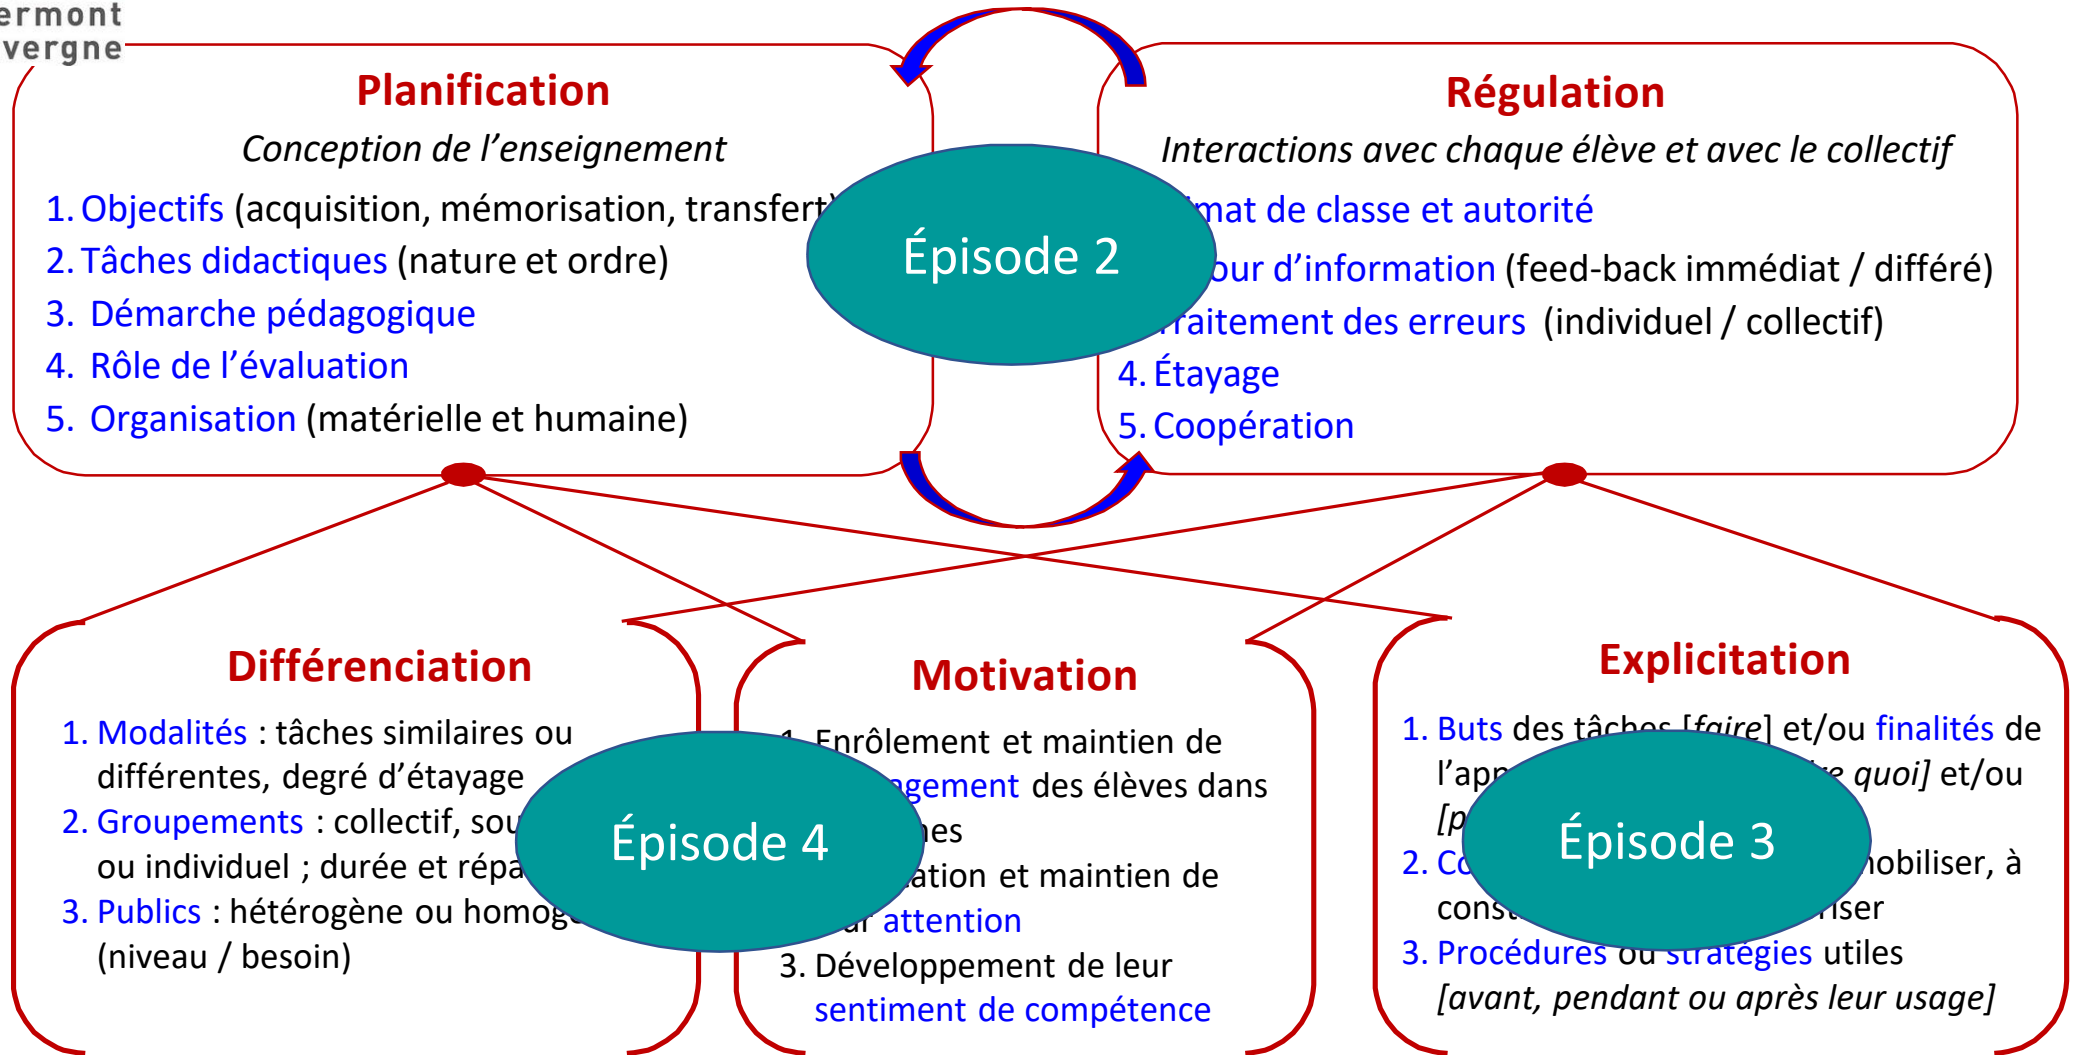 ermont
vergne
Planification
Conception de l’enseignement
1. Objectifs (acquisition, mémorisation, transfert)
2. Tâches didactiques (nature et ordre)
3. Démarche pédagogique
4. Rôle de l’évaluation
5. Organisation (matérielle et humaine)
Régulation
Interactions avec chaque élève et avec le collectif
mat de classe et autorité
our d’information (feed-back immédiat / différé)
raitement des erreurs (individuel / collectif)
4. Étayage
5. Coopération
Épisode 2
Différenciation
1. Modalités : tâches similaires ou
différentes, degré d’étayage
2. Groupements : collectif, sou
ou individuel ; durée et répa
3. Publics : hétérogène ou homog
(niveau / besoin)
Épisode 4
Motivation
1. Enrôlement et maintien de
gement des élèves dans
es
ation et maintien de
attention
3. Développement de leur
sentiment de compétence
Explicitation
1. Buts des tâches [faire] et/ou finalités de
l’app quoi] et/ou
[p
2. Co obiliser, à
const iser
3. Procédures ou stratégies utiles
[avant, pendant ou après leur usage]
Épisode 3